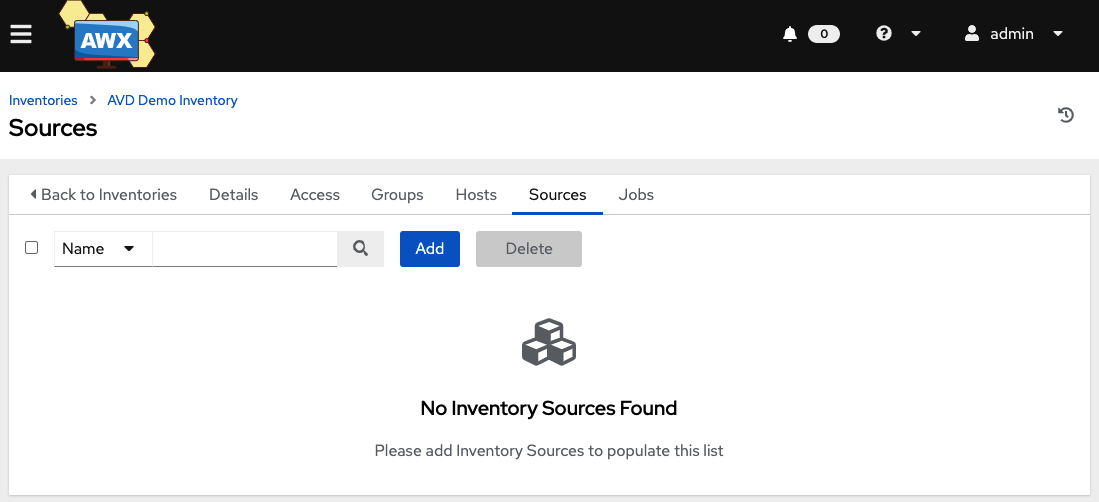 AWX
0
admin
Inventories AVD Demo Inventory
Sources
Back to Inventories Details Access Groups Hosts Sources Jobs
Name Add Delete
No Inventory Sources Found
Please add Inventory Sources to populate this list